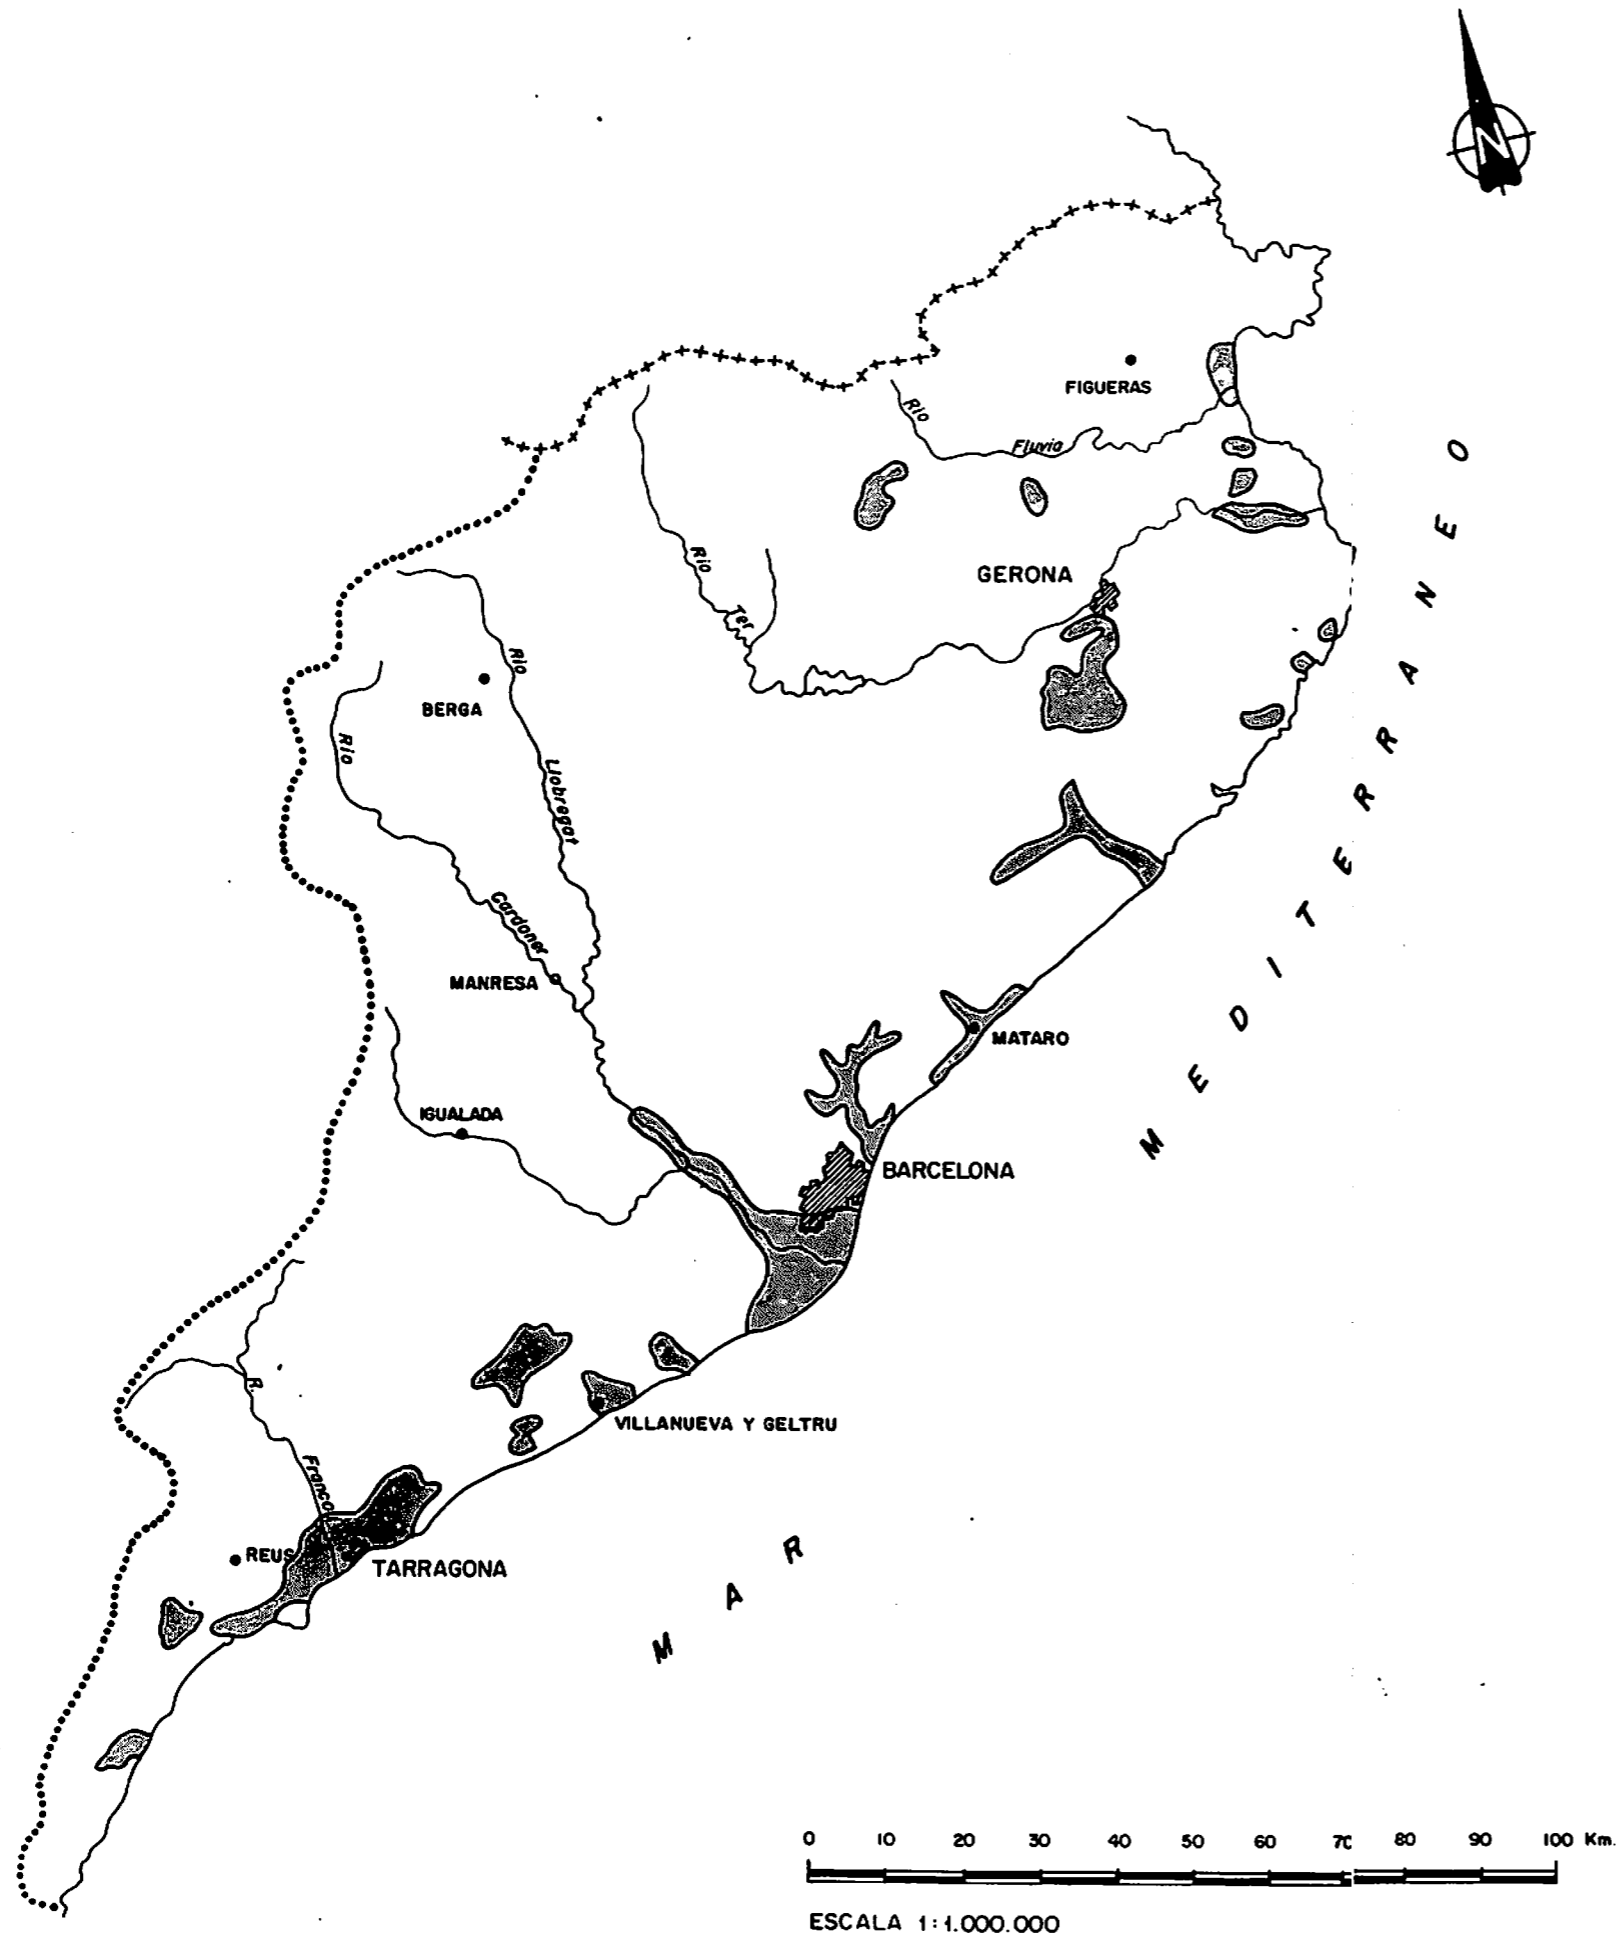 N
FIGUERAS
Rio
Fluvia
GERONA
Rio
Ter
BERGA
Rio
Llobregat
Rio
Cardoner
MANRESA
MATARO
IGUALADA
BARCELONA
VILLANUEVA Y GELTRU
R.
Franco
REUS
TARRAGONA
MAR MEDITERRANEO
0 10 20 30 40 50 60 70 80 90 100 Km.
ESCALA 1:1.000.000